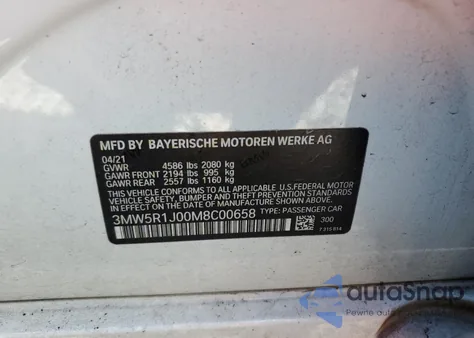 MFD BY BAYERISCHE MOTOREN WERKE AG
04/21
GVWR 4586 lbs 2080 kg
GAWR FRONT 2194 lbs 995 kg
GAWR REAR 2557 lbs 1160 kg
THIS VEHICLE CONFORMS TO ALL APPLICABLE U.S.FEDERAL MOTOR
VEHICLE SAFETY, BUMPER AND THEFT PREVENTION STANDARDS
IN EFFECT ON THE DATE OF MANUFACTURE SHOWN ABOVE.
3MW5R1J00M8C00658 TYPE: PASSENGER CAR
300
autoSnap
Pewne auto